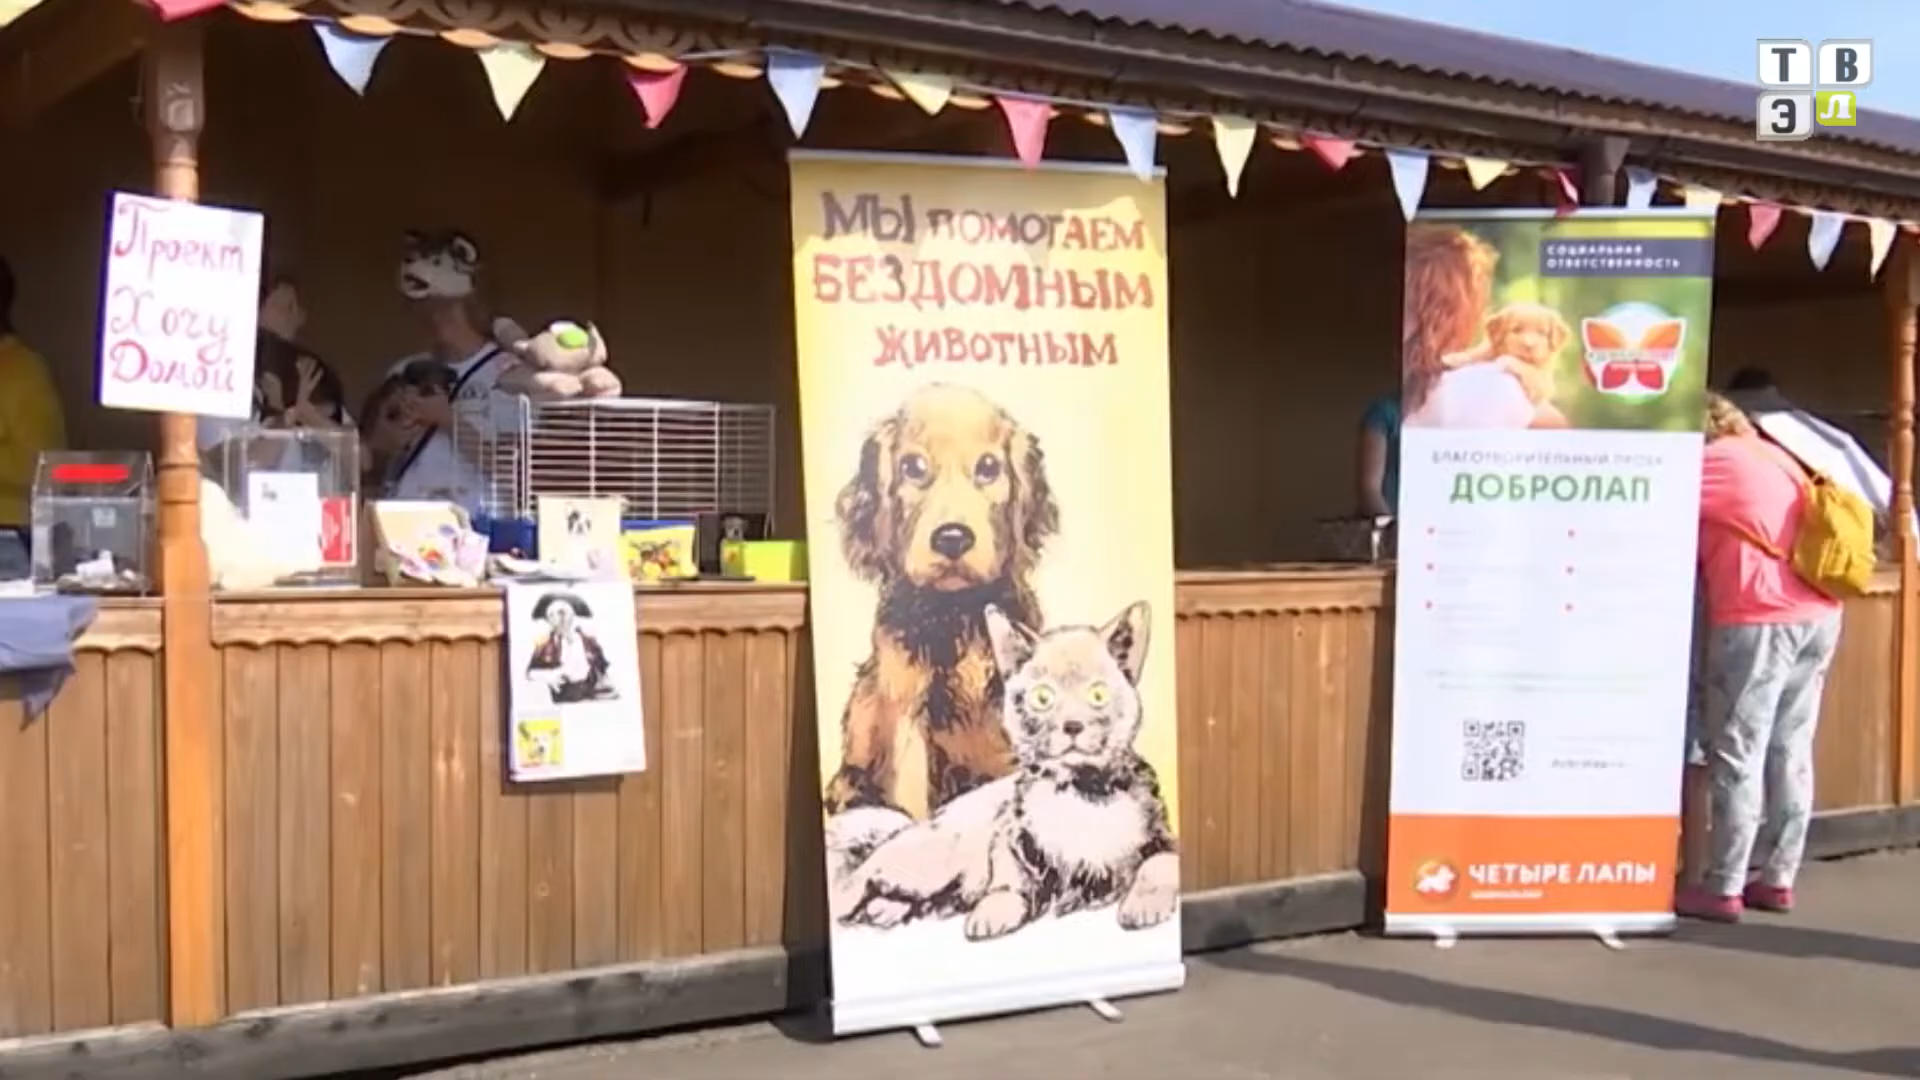 ТВ
ЭЛ
Проект
Хочу
Домой
МЫ ПОМОГАЕМ
БЕЗДОМНЫМ
ЖИВОТНЫМ
СОЦИАЛЬНАЯ
ОТВЕТСТВЕННОСТЬ
БЛАГОТВОРИТЕЛЬНЫЙ ПРОЕКТ
ДОБРОЛАП
ЧЕТЫРЕ ЛАПЫ